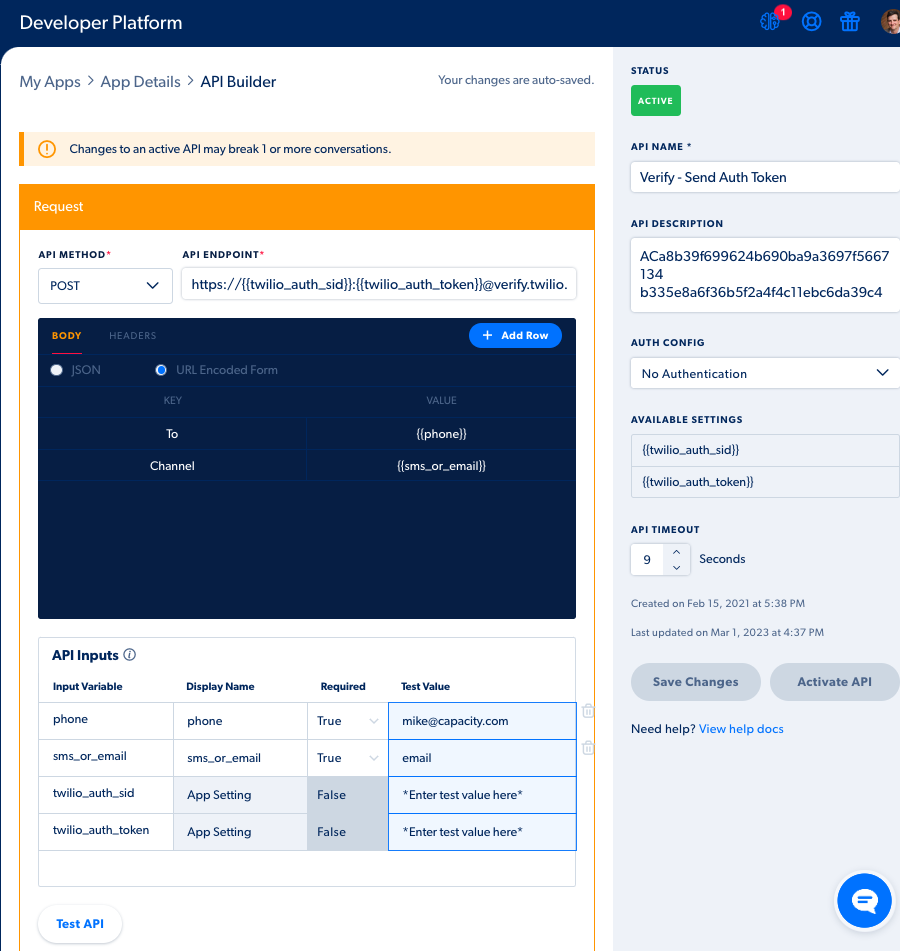 Developer Platform
1
My Apps > App Details > API Builder
Your changes are auto-saved.
Changes to an active API may break 1 or more conversations.
Request
API METHOD*
API ENDPOINT*
POST
https://{{twilio_auth_sid}}:{{twilio_auth_token}}@verify.twilio.
BODY
HEADERS
+ Add Row
JSON
URL Encoded Form
KEY
VALUE
To
{{phone}}
Channel
{{sms_or_email}}
API Inputs
Input Variable
Display Name
Required
Test Value
phone
phone
True
mike@capacity.com
sms_or_email
sms_or_email
True
email
twilio_auth_sid
App Setting
False
*Enter test value here*
twilio_auth_token
App Setting
False
*Enter test value here*
Test API
STATUS
ACTIVE
API NAME *
Verify - Send Auth Token
API DESCRIPTION
ACa8b39f699624b690ba9a3697f5667
134
b335e8a6f36b5f2a4f4c11ebc6da39c4
AUTH CONFIG
No Authentication
AVAILABLE SETTINGS
{{twilio_auth_sid}}
{{twilio_auth_token}}
API TIMEOUT
9
Seconds
Created on Feb 15, 2021 at 5:38 PM
Last updated on Mar 1, 2023 at 4:37 PM
Save Changes
Activate API
Need help? View help docs